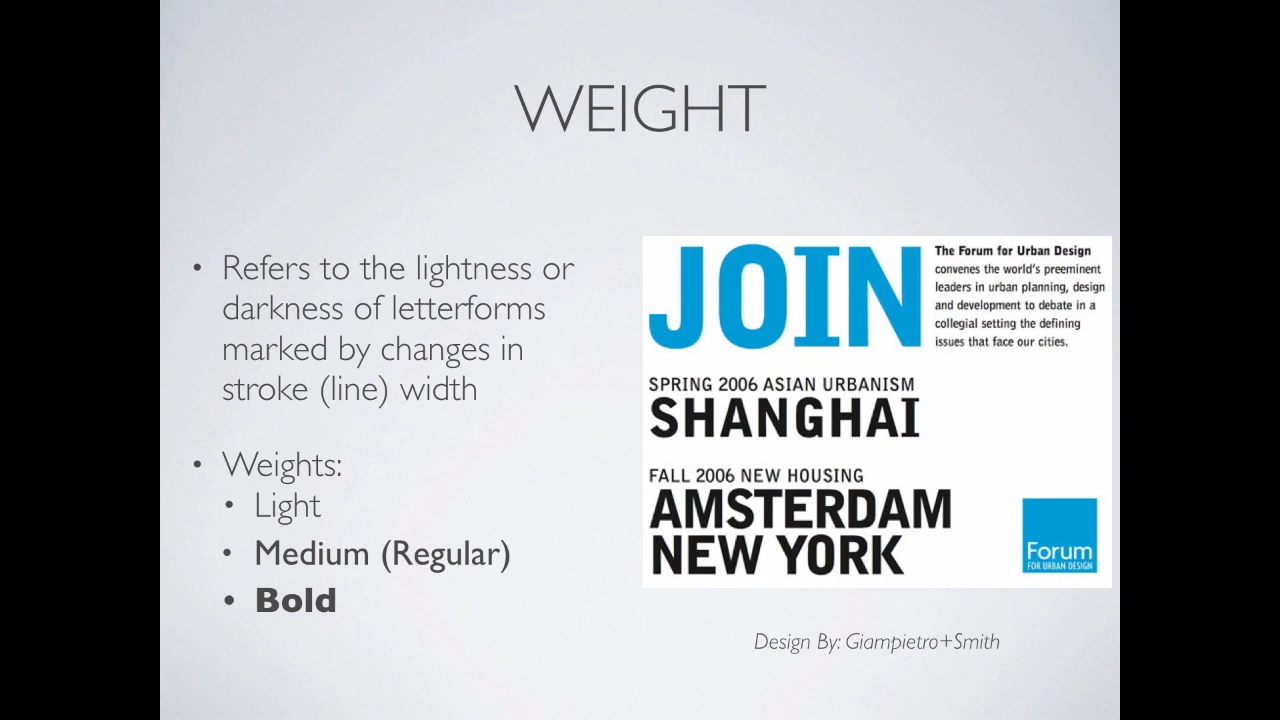 WEIGHT
• Refers to the lightness or
darkness of letterforms
marked by changes in
stroke (line) width
• Weights:
• Light
• Medium (Regular)
• Bold
JOIN
The Forum for Urban Design
convenes the world's preeminent
leaders in urban planning, design
and development to debate in a
collegial setting the defining
issues that face our cities.
SPRING 2006 ASIAN URBANISM
SHANGHAI
FALL 2006 NEW HOUSING
AMSTERDAM
NEW YORK
Forum
FOR URBAN DESIGN
Design By: Giampietro+Smith